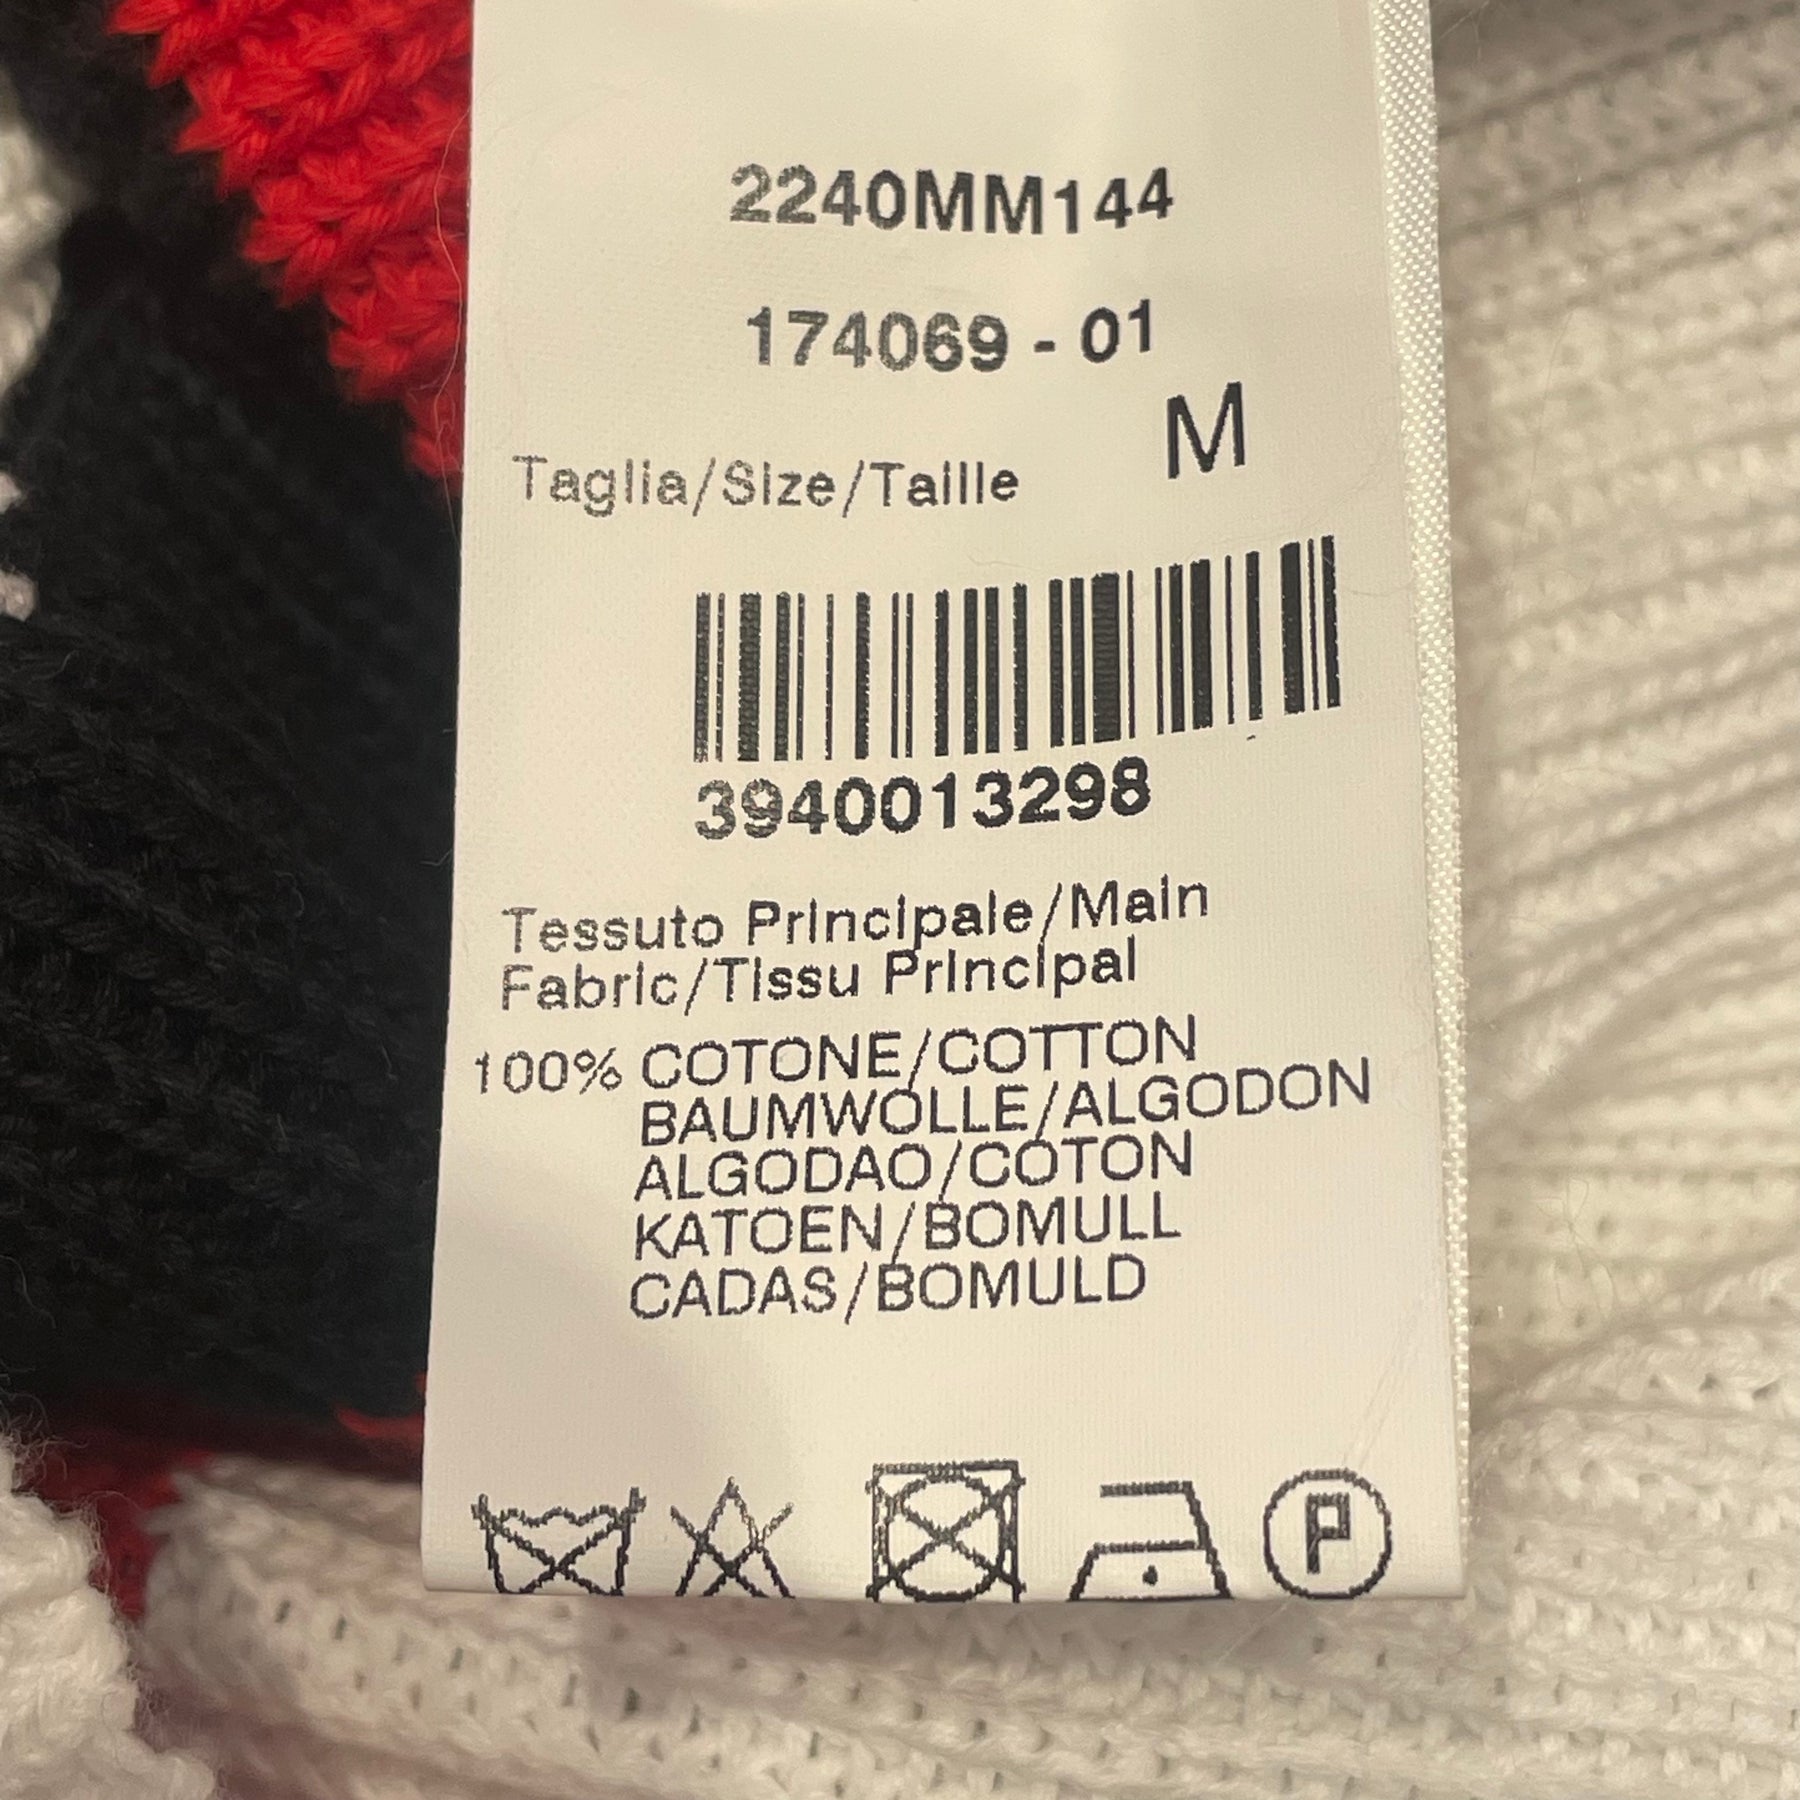 2240MM144
174069 - 01
M
Taglia/Size/Taille
3940013298
Tessuto Principale/Main
Fabric/Tissu Principal
100% COTONE/COTTON
BAUMWOLLE/ALGODON
ALGODAO/COTON
KATOEN/BOMULL
CADAS/BOMULD
P